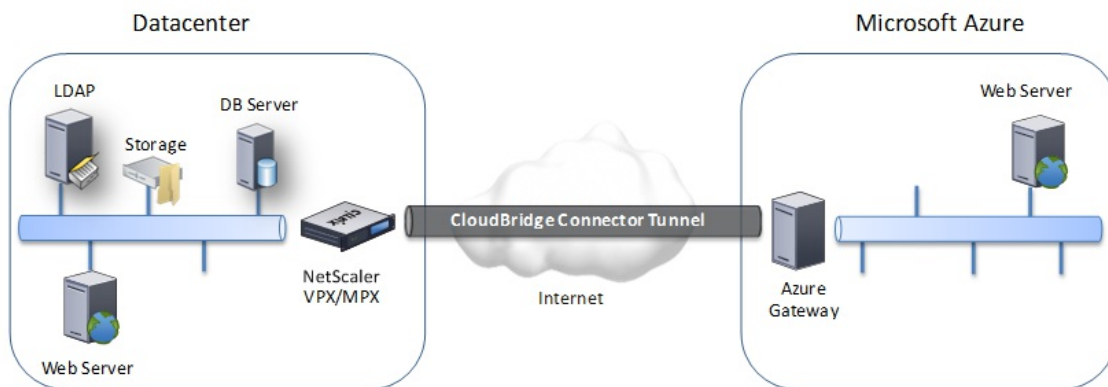 Datacenter
Microsoft Azure
LDAP
DB Server
Storage
Web Server
CITRIX
CloudBridge Connector Tunnel
NetScaler
VPX/MPX
Internet
Azure
Gateway
Web Server